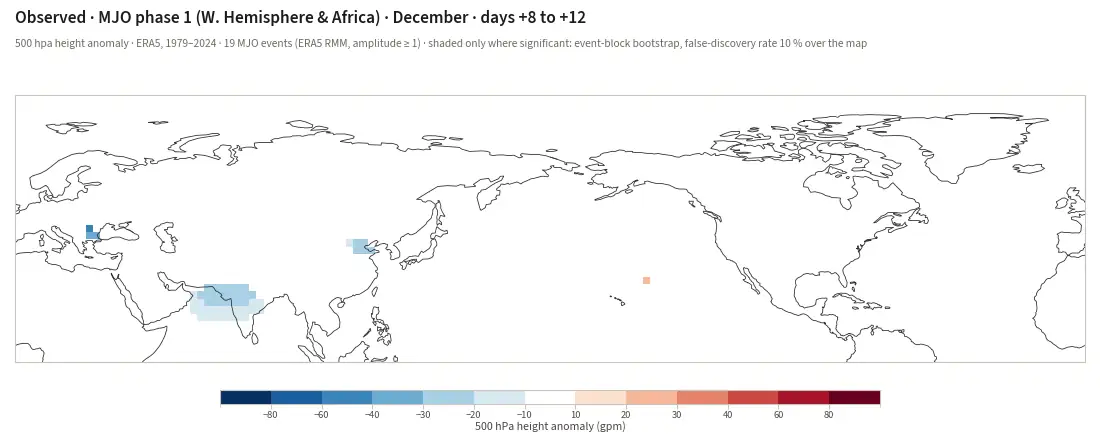 Observed · MJO phase 1 (W. Hemisphere & Africa) · December · days +8 to +12
500 hpa height anomaly · ERA5, 1979–2024 · 19 MJO events (ERA5 RMM, amplitude ≥ 1) · shaded only where significant: event-block bootstrap, false-discovery rate 10 % over the map
−80 −60 −40 −30 −20 −10 10 20 30 40 60 80
500 hPa height anomaly (gpm)